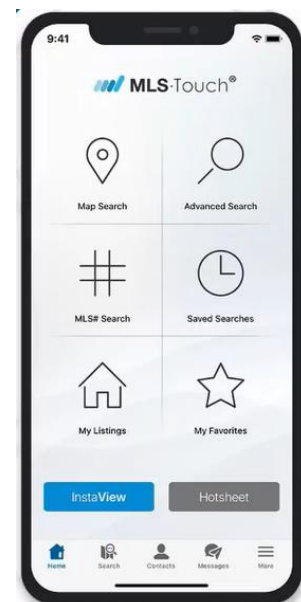 9:41
MLS-Touch®
Map Search
Advanced Search
MLS# Search
Saved Searches
My Listings
My Favorites
InstaView
Hotsheet
Home
Search
Contacts
Messages
More